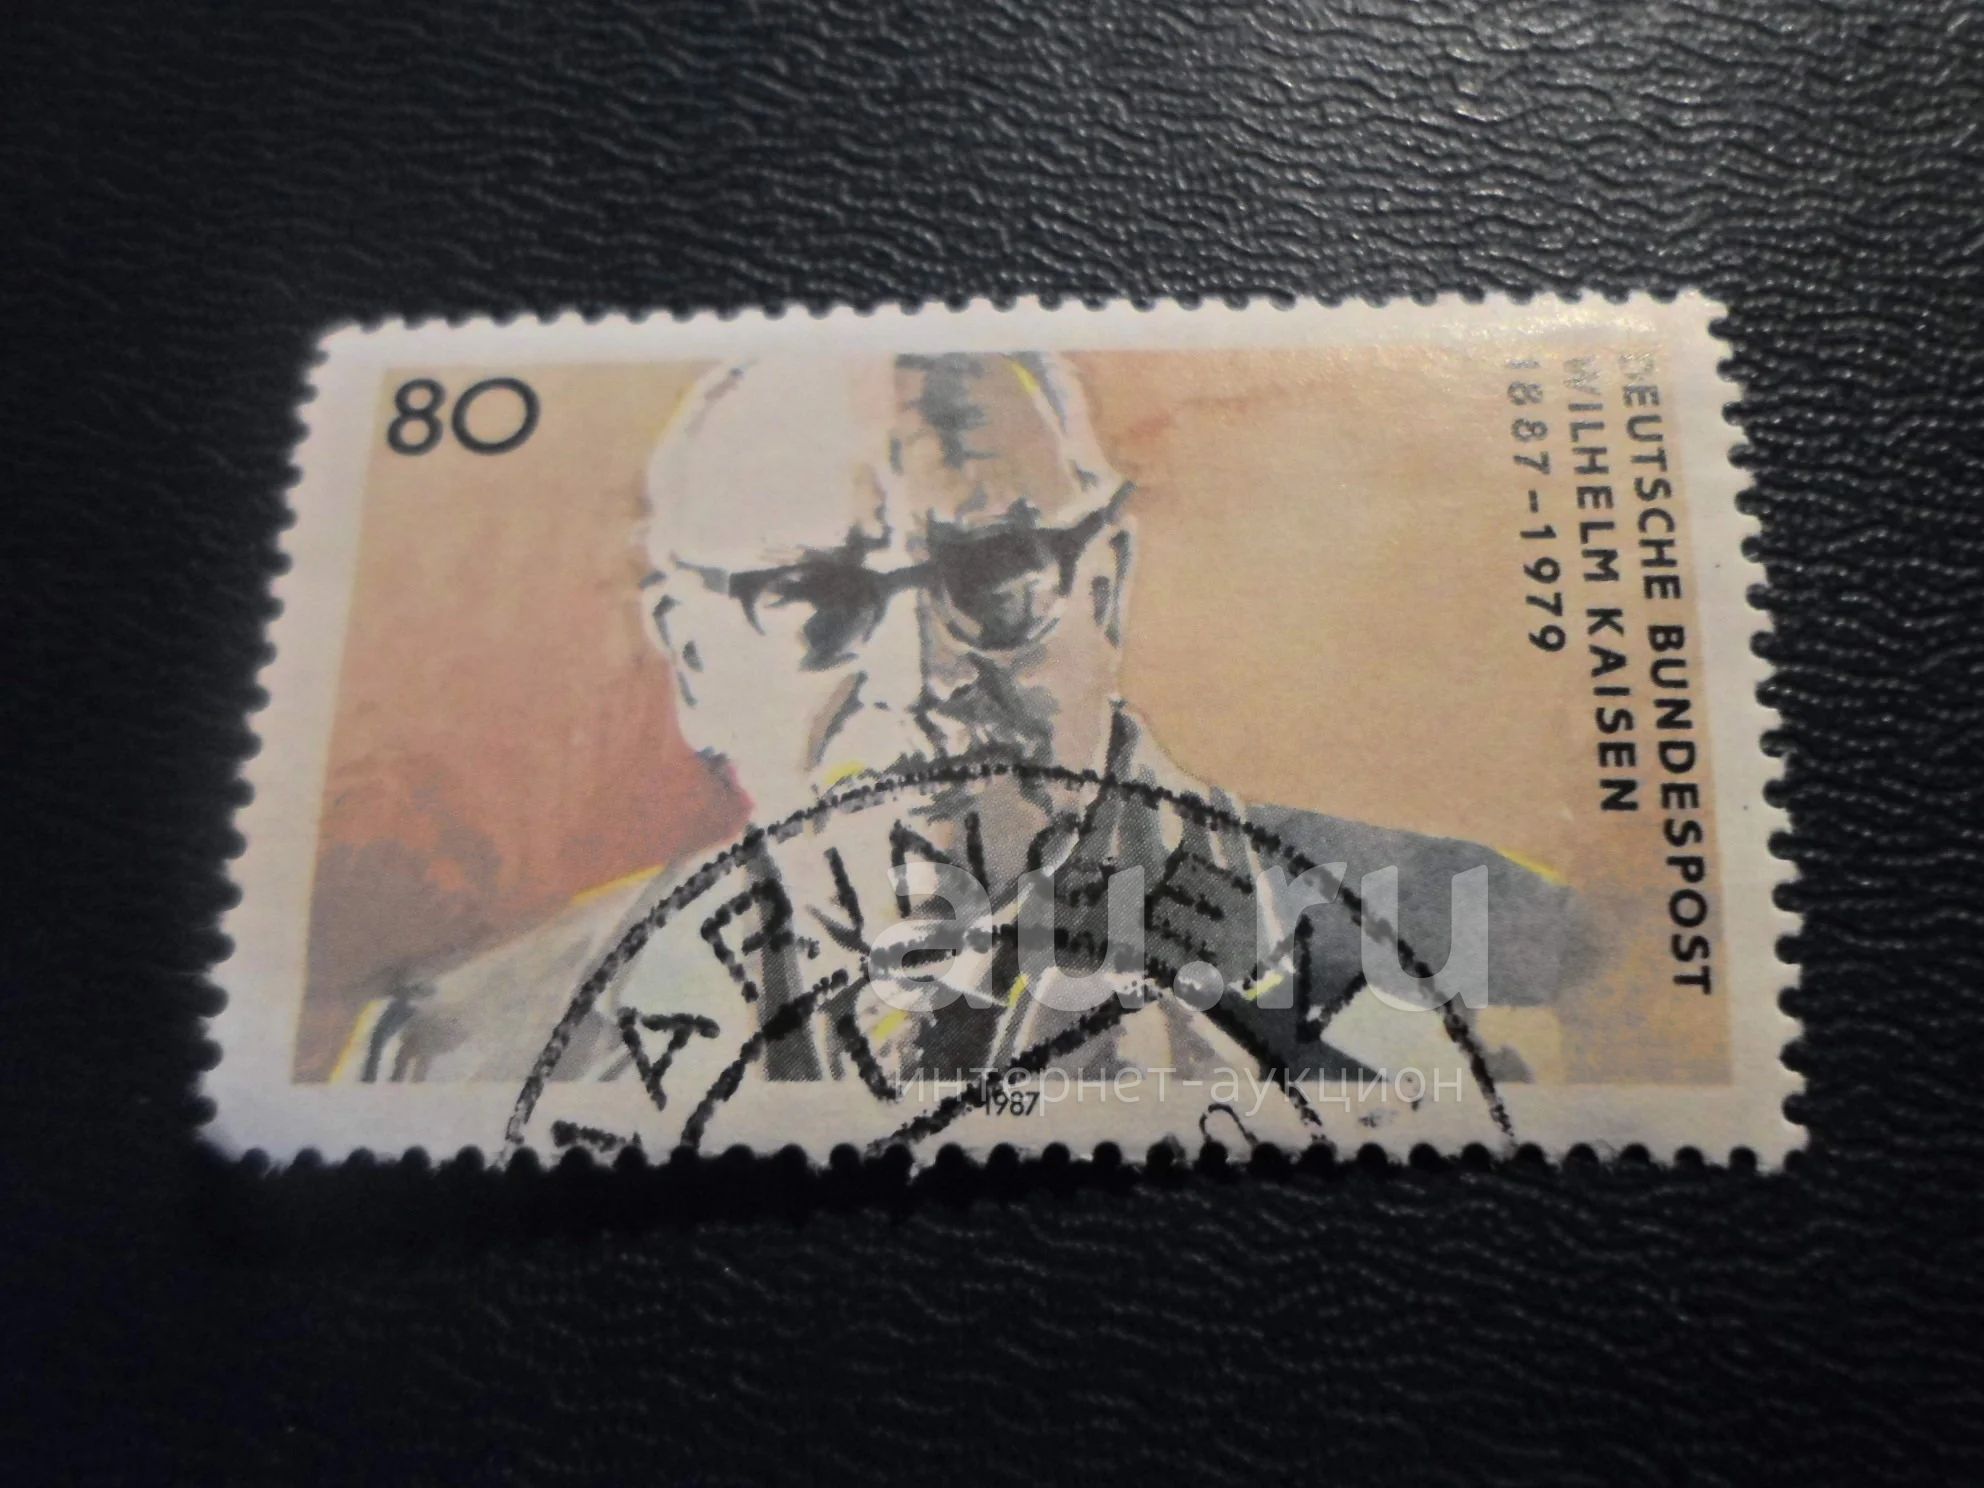 80
DEUTSCHE BUNDESPOST
WILHELM KAISEN
1887-1979
au.ru
интернет-аукцион
1987